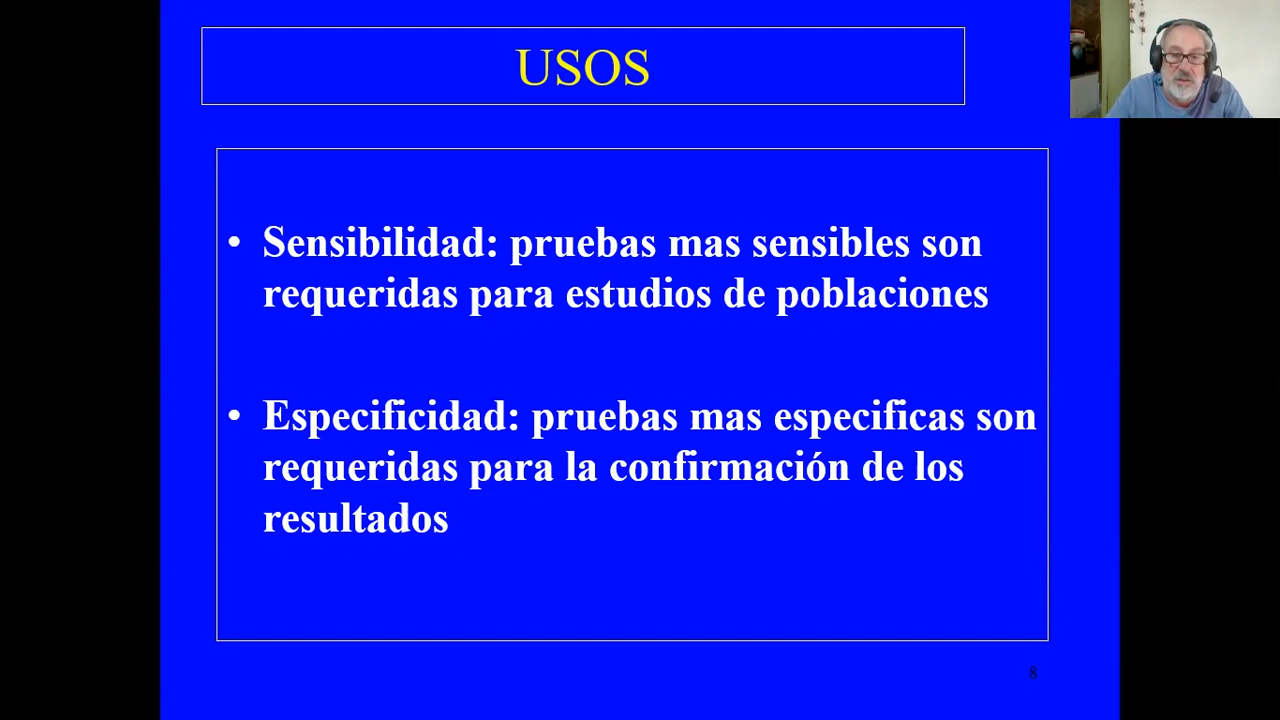 USOS
• Sensibilidad: pruebas mas sensibles son
requeridas para estudios de poblaciones
• Especificidad: pruebas mas especificas son
requeridas para la confirmación de los
resultados
8